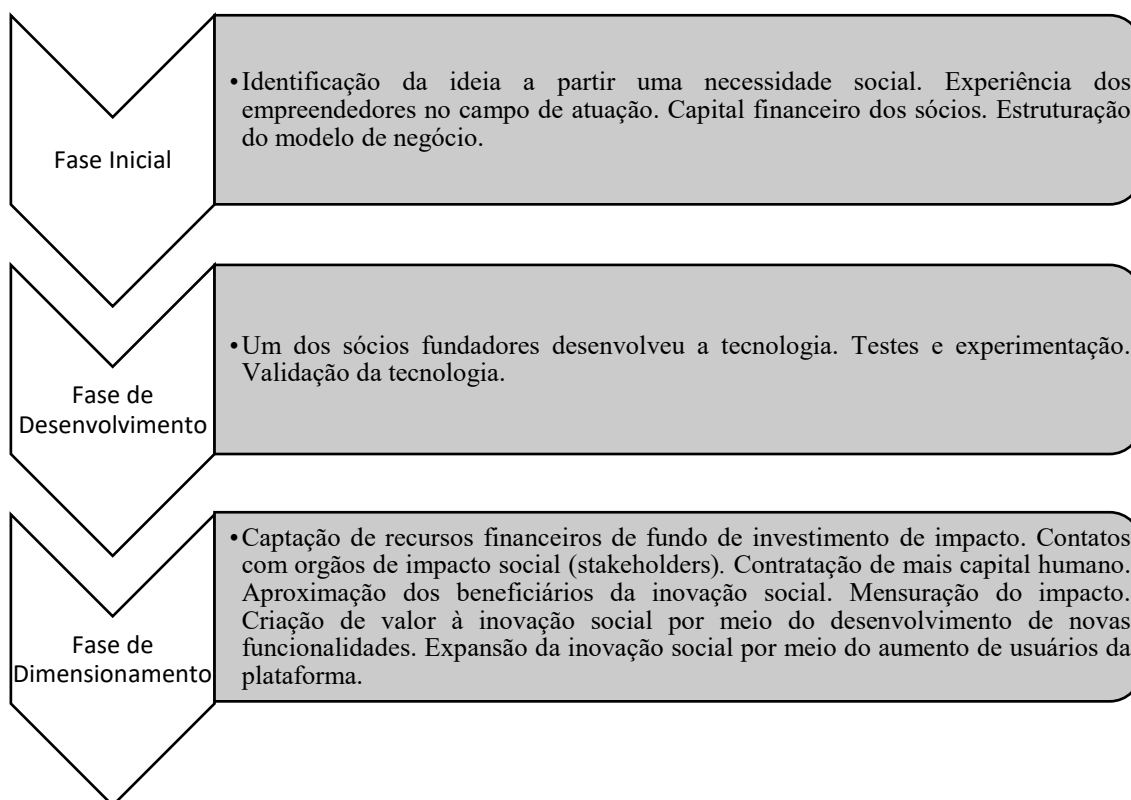 Fase Inicial
•Identificação da ideia a partir uma necessidade social. Experiência dos
empreendedores no campo de atuação. Capital financeiro dos sócios. Estruturação
do modelo de negócio.
Fase de
Desenvolvimento
•Um dos sócios fundadores desenvolveu a tecnologia. Testes e experimentação.
Validação da tecnologia.
Fase de
Dimensionamento
•Captação de recursos financeiros de fundo de investimento de impacto. Contatos
com orgãos de impacto social (stakeholders). Contratação de mais capital humano.
Aproximação dos beneficiários da inovação social. Mensuração do impacto.
Criação de valor à inovação social por meio do desenvolvimento de novas
funcionalidades. Expansão da inovação social por meio do aumento de usuários da
plataforma.